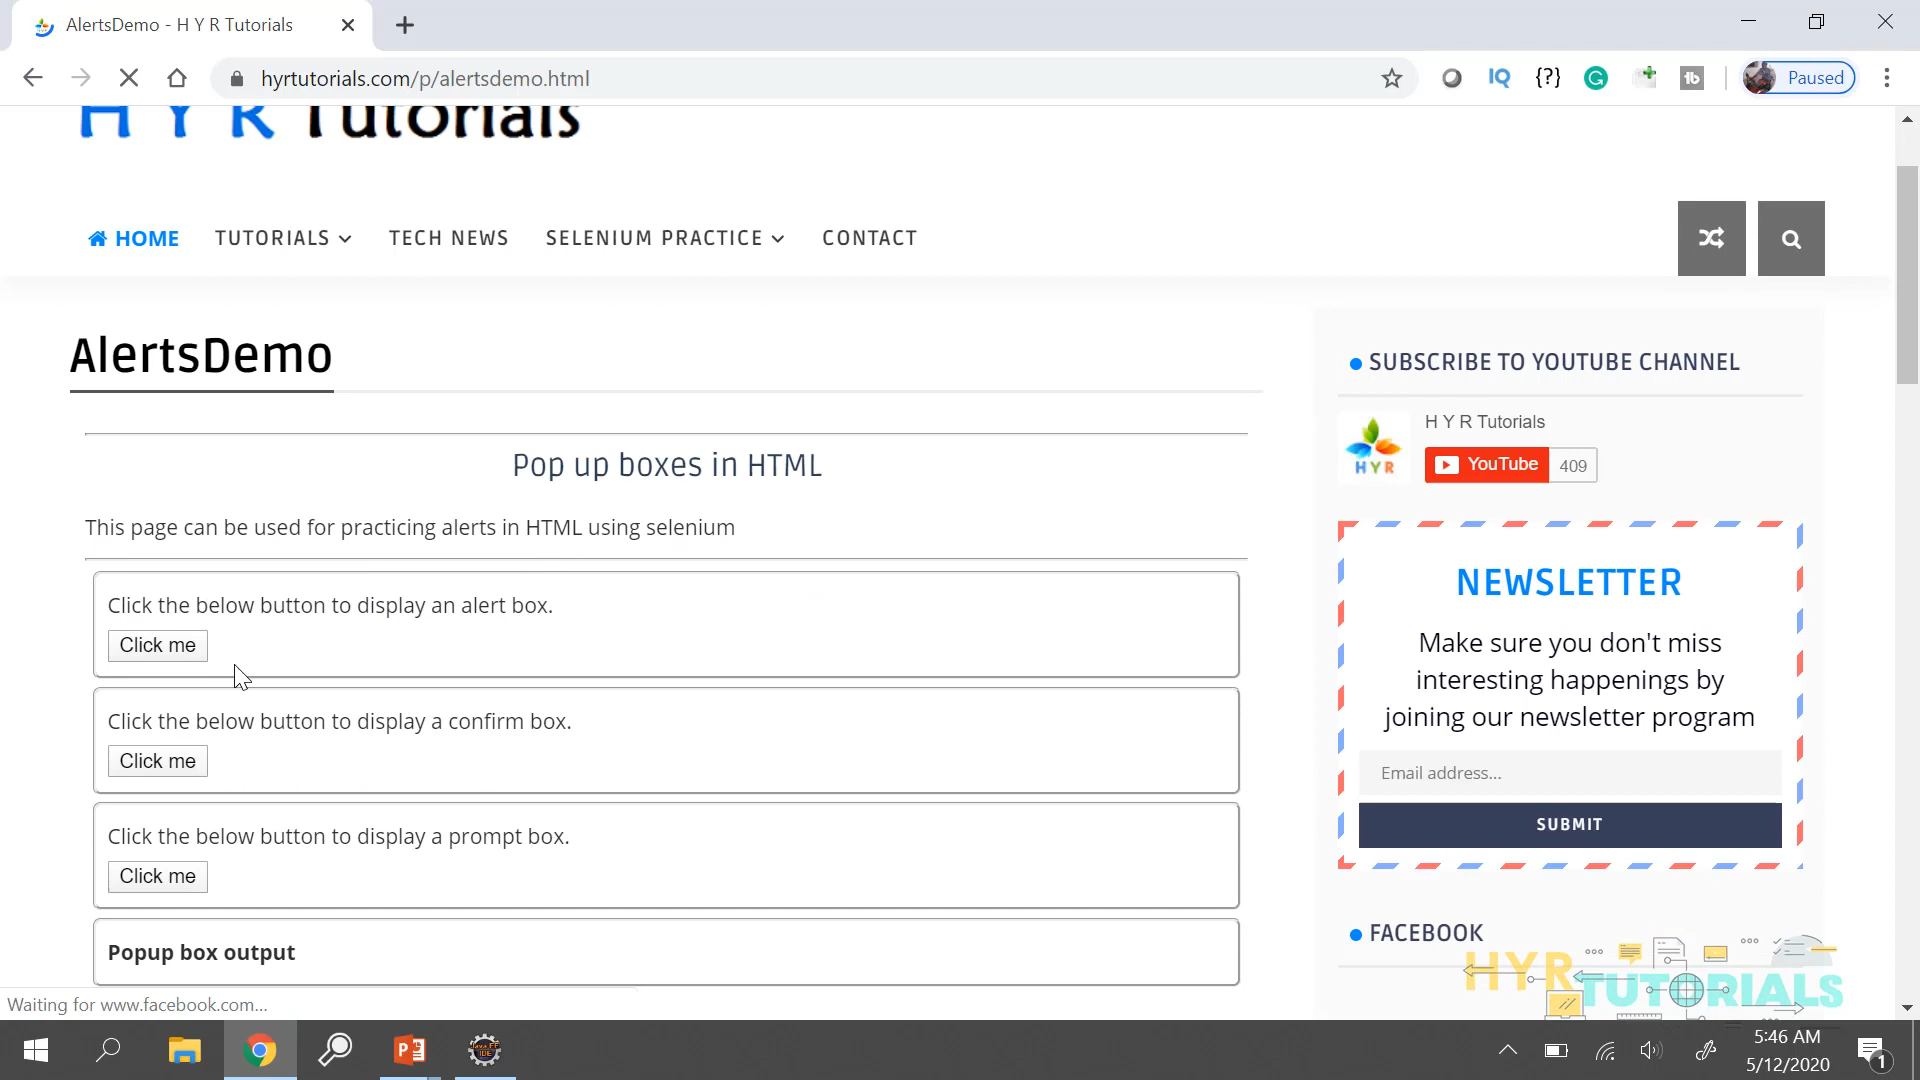 AlertsDemo - H Y R Tutorials
hyrtutorials.com/p/alertsdemo.html
IQ
{?}
Paused
H Y R Tutorials
HOME
TUTORIALS
TECH NEWS
SELENIUM PRACTICE
CONTACT
AlertsDemo
Pop up boxes in HTML
This page can be used for practicing alerts in HTML using selenium
Click the below button to display an alert box.
Click me
Click the below button to display a confirm box.
Click me
Click the below button to display a prompt box.
Click me
Popup box output
SUBSCRIBE TO YOUTUBE CHANNEL
HYR
H Y R Tutorials
YouTube 409
NEWSLETTER
Make sure you don't miss
interesting happenings by
joining our newsletter program
Email address...
SUBMIT
FACEBOOK
HYR
TUTORIALS
Waiting for www.facebook.com...
Java EE
IDE
5:46 AM
5/12/2020
1